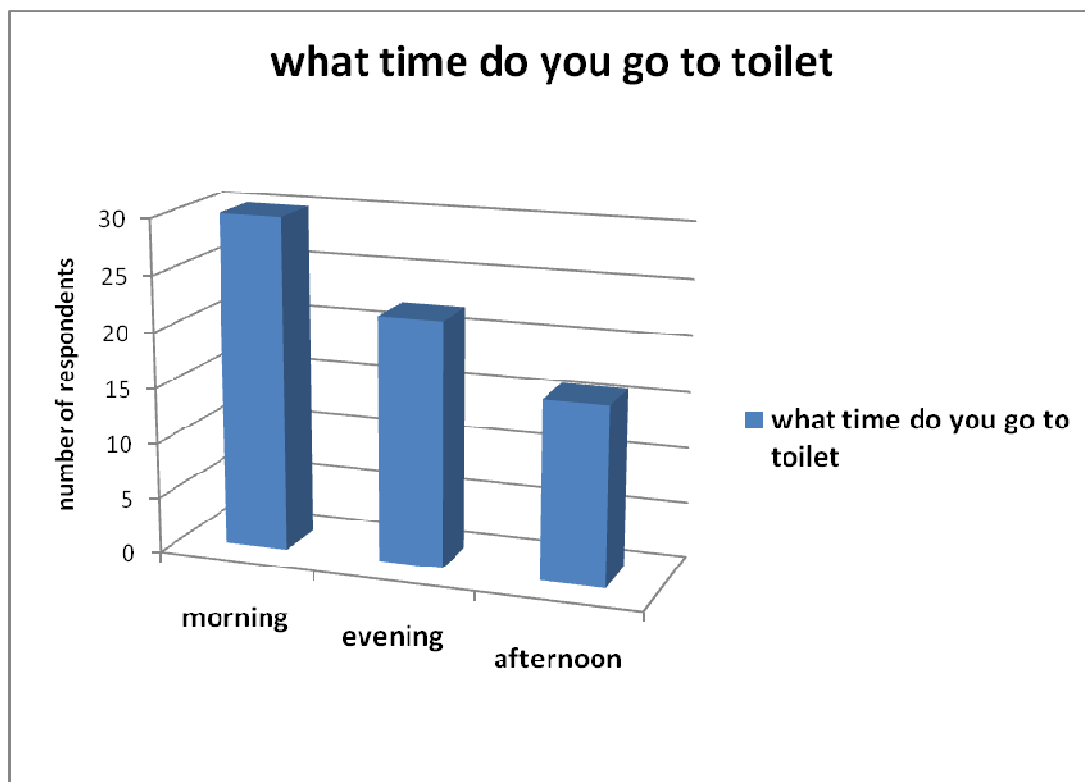 what time do you go to toilet
number of respondents
30
25
20
15
10
5
0
morning
evening
afternoon
what time do you go to
toilet